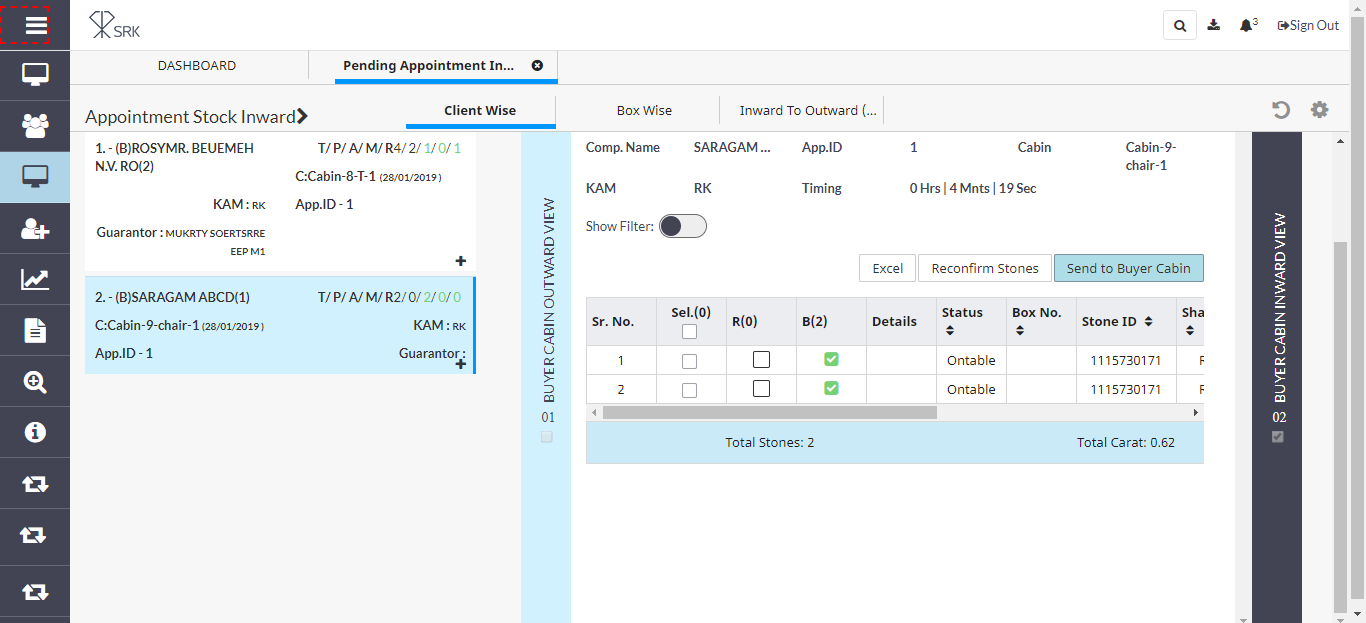 SRK
3
Sign Out
DASHBOARD
Pending Appointment In...
Appointment Stock Inward
Client Wise
Box Wise
Inward To Outward (...
1. - (B)ROSYMR. BEUEMEH
N.V. RO(2)
T/ P/ A/ M/ R4/ 2/ 1/ 0/ 1
C:Cabin-8-T-1 (28/01/2019 )
KAM : RK
App.ID - 1
Guarantor : MUKRTY SOERTSRRE
EEP M1
2. - (B)SARAGAM ABCD(1)
T/ P/ A/ M/ R2/ 0/ 2/ 0/ 0
C:Cabin-9-chair-1 (28/01/2019 )
KAM : RK
App.ID - 1
Guarantor :
01 BUYER CABIN OUTWARD VIEW
Comp. Name
SARAGAM ...
App.ID
1
Cabin
Cabin-9-
chair-1
KAM
RK
Timing
0 Hrs | 4 Mnts | 19 Sec
Show Filter:
Excel
Reconfirm Stones
Send to Buyer Cabin
Sr. No.
Sel.(0)
R(0)
B(2)
Details
Status
Box No.
Stone ID
Sha
1
Ontable
1115730171
R
2
Ontable
1115730171
R
Total Stones: 2
Total Carat: 0.62
02 BUYER CABIN INWARD VIEW